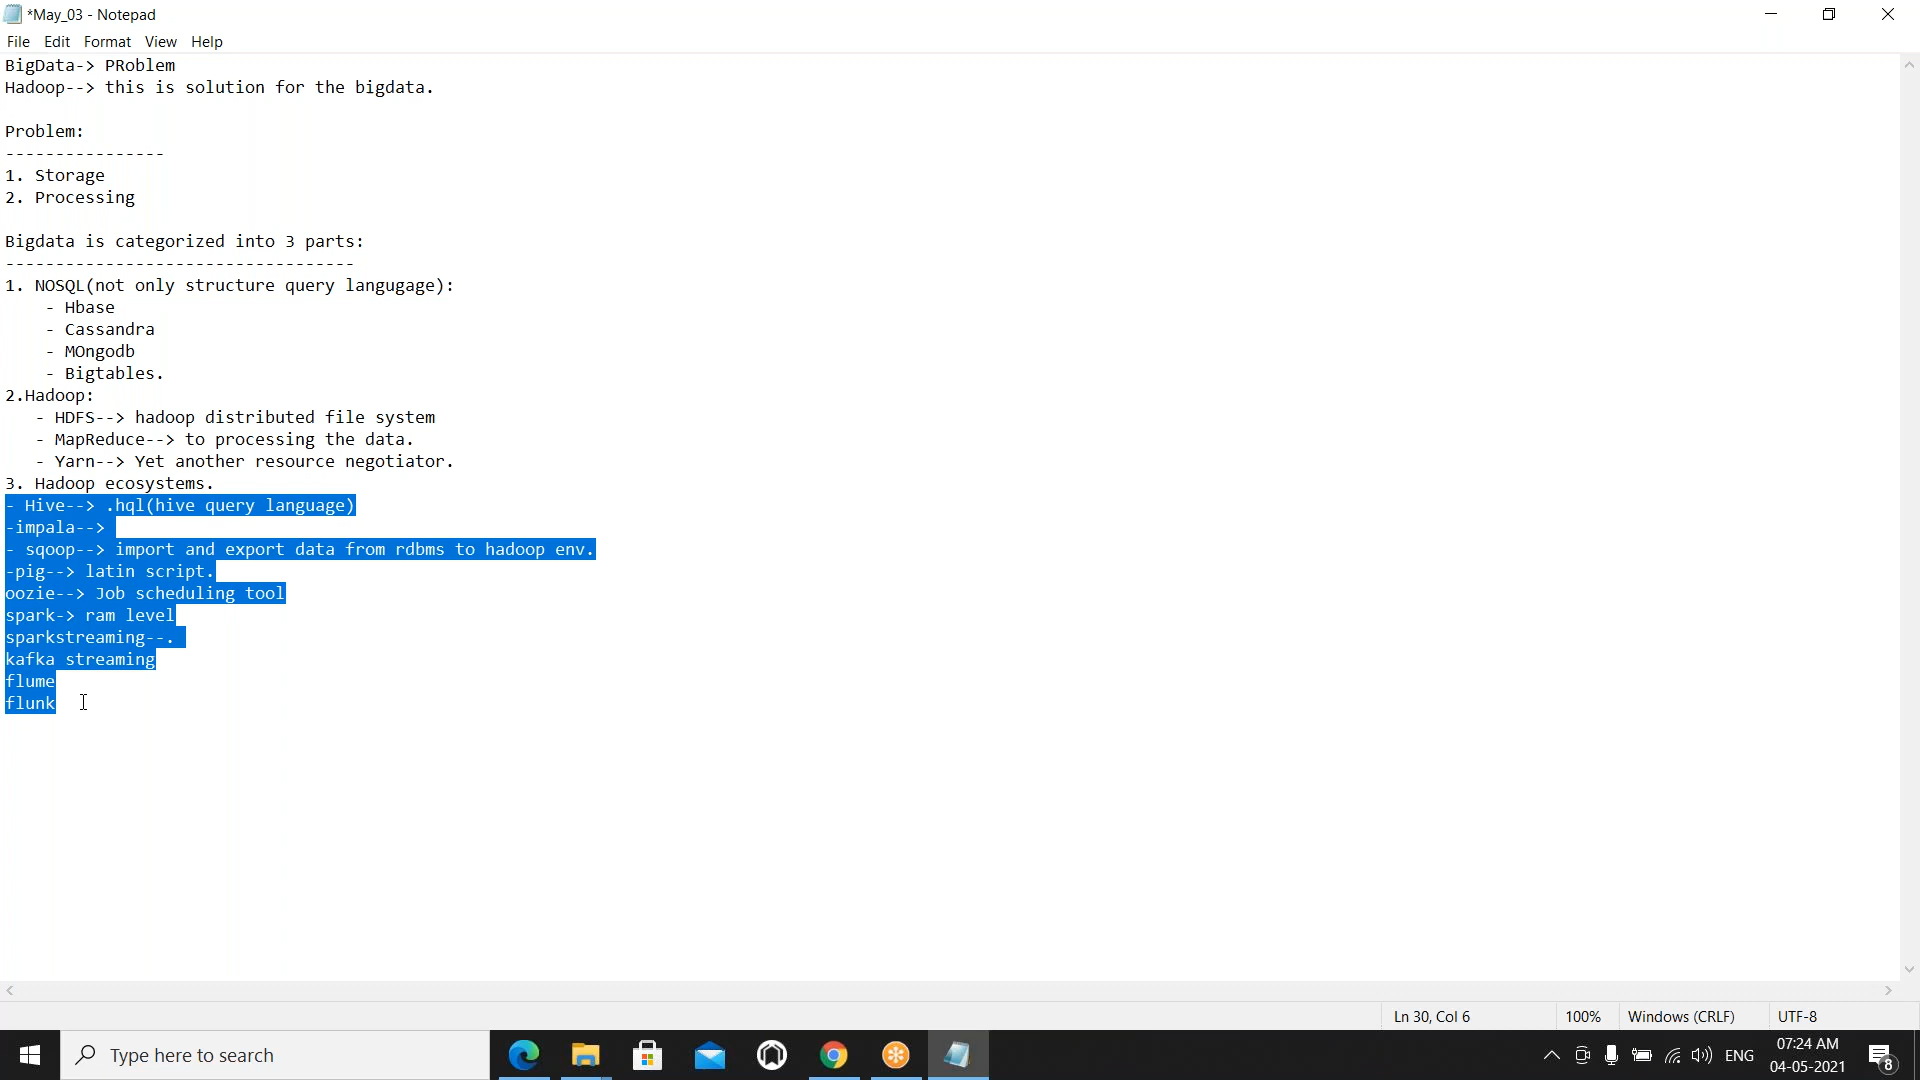 *May_03 - Notepad
File Edit Format View Help
BigData-> PRoblem
Hadoop--> this is solution for the bigdata.
Problem:
----------------
1. Storage
2. Processing
Bigdata is categorized into 3 parts:
-----------------------------------
1. NOSQL(not only structure query langugage):
- Hbase
- Cassandra
- MOngodb
- Bigtables.
2.Hadoop:
- HDFS--> hadoop distributed file system
- MapReduce--> to processing the data.
- Yarn--> Yet another resource negotiator.
3. Hadoop ecosystems.
- Hive--> .hql(hive query language)
-impala-->
- sqoop--> import and export data from rdbms to hadoop env.
-pig--> latin script.
oozie--> Job scheduling tool
spark-> ram level
sparkstreaming--.
kafka streaming
flume
flunk
Ln 30, Col 6 100% Windows (CRLF) UTF-8
Type here to search
ENG
07:24 AM
04-05-2021
8